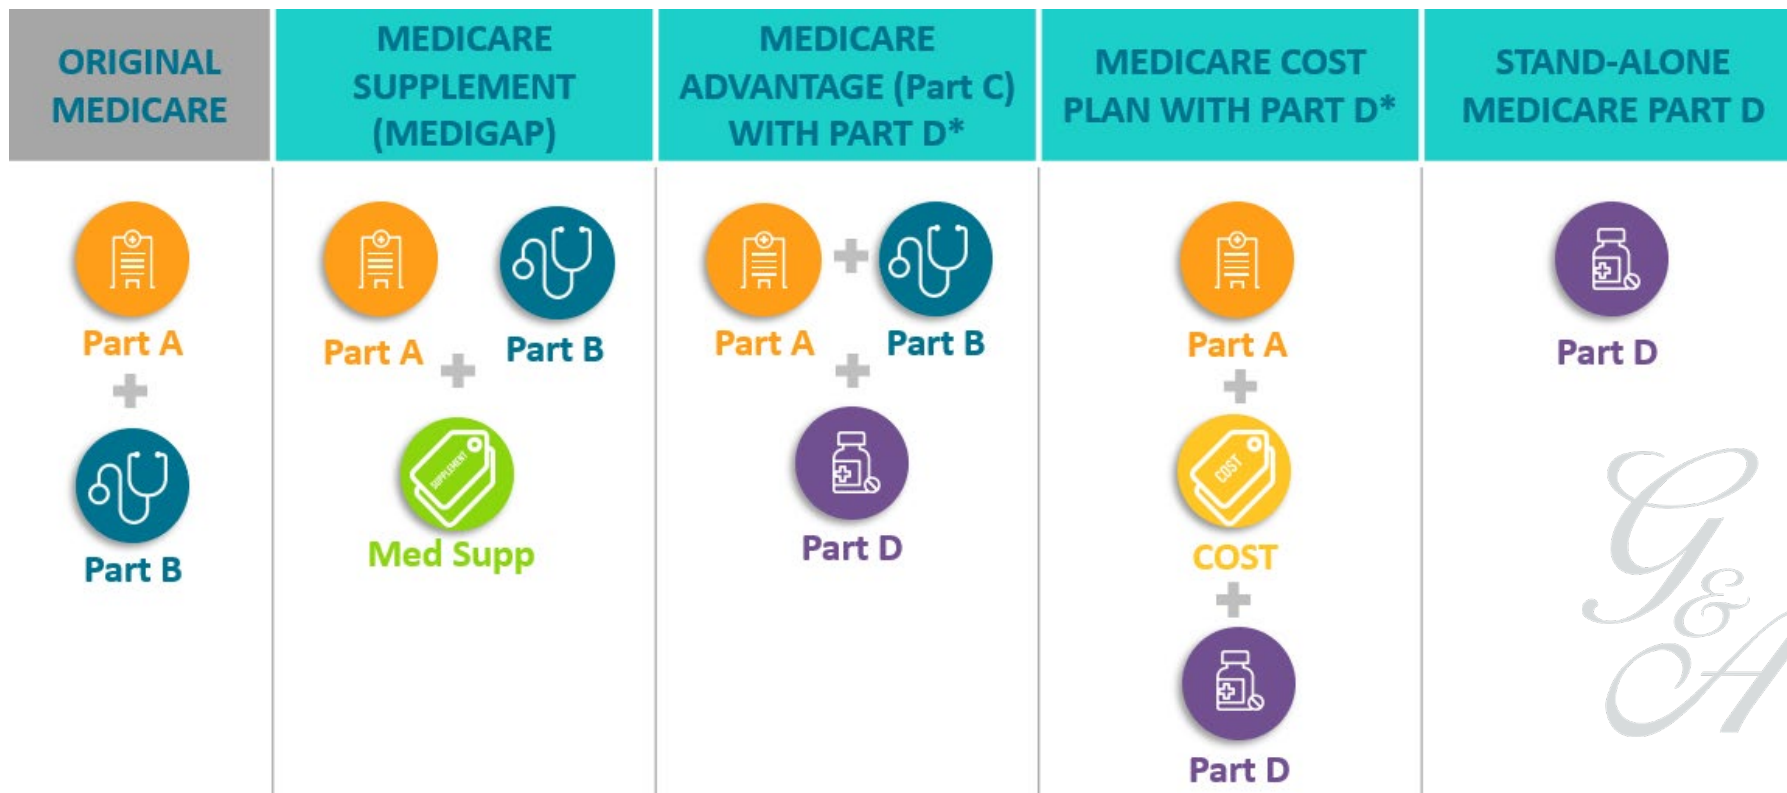 ORIGINAL
MEDICARE
MEDICARE
SUPPLEMENT
(MEDIGAP)
MEDICARE
ADVANTAGE (Part C)
WITH PART D*
MEDICARE COST
PLAN WITH PART D*
STAND-ALONE
MEDICARE PART D
Part A
+
Part B
Part A
+
Part B
SUPPLEMENT
Med Supp
Part A
+
Part B
+
Part D
Part A
+
COST
COST
+
Part D
Part D
G&A